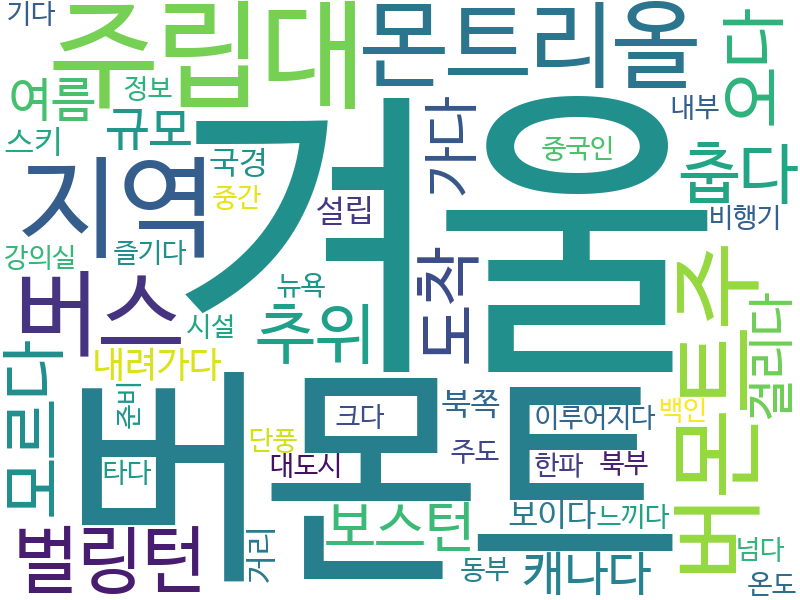 기다
주립대
몬트리올
오다
여름
정보
스키
규모
국경
중간
가다
내부
중국인
춥다
비행기
겨울
지역
설립
강의실
즐기다
버스
뉴욕
시설
추위
도착
버몬트주
걸리다
내려가다
모르다
준비
버몬트
크다
북쪽
이루어지다
백인
단풍
대도시
타다
주도
한파
북부
벌링턴
거리
보스턴
보이다
느끼다
동부
캐나다
넘다
온도